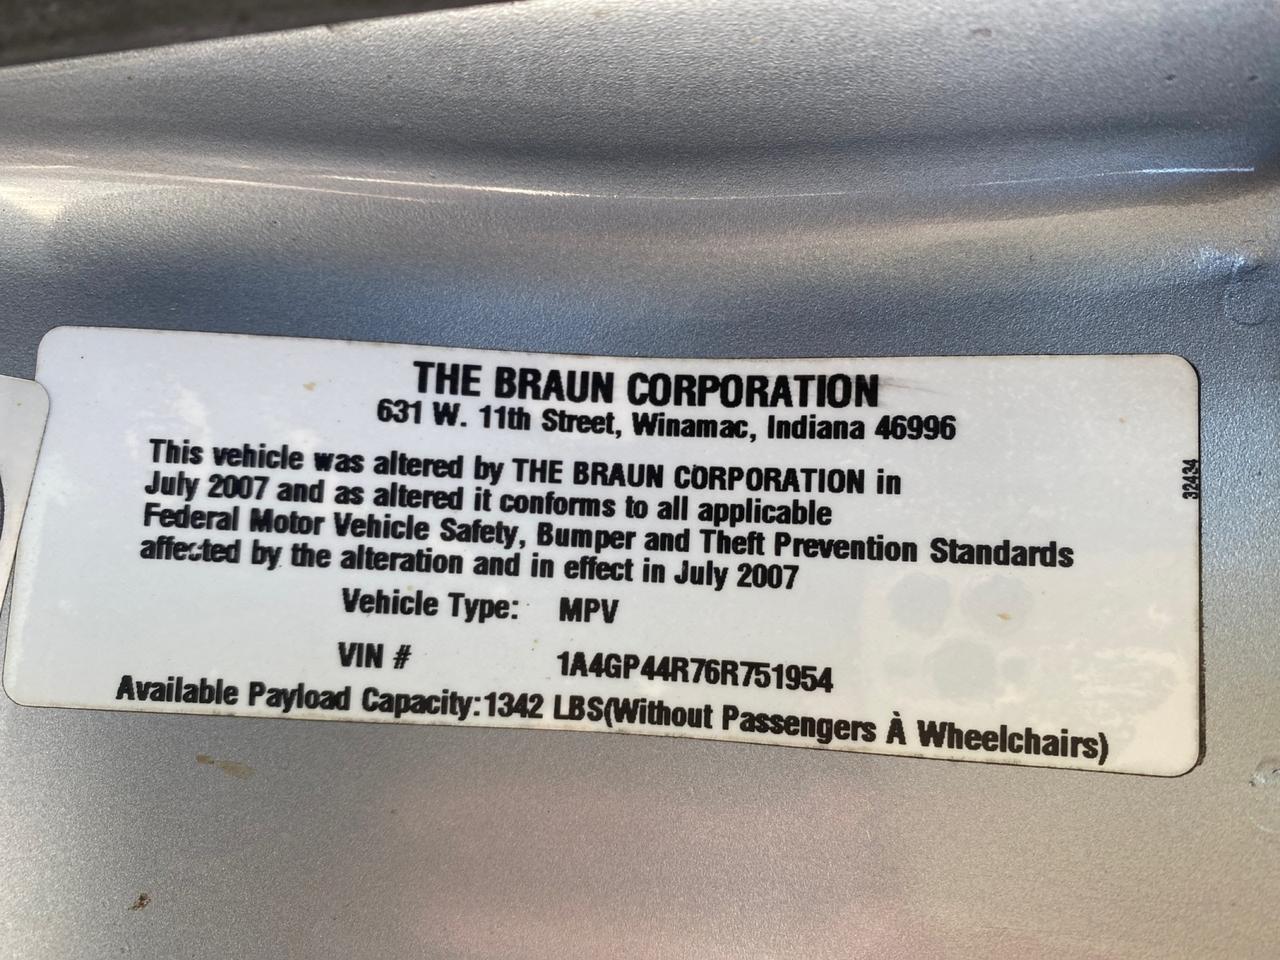 THE BRAUN CORPORATION
631 W. 11th Street, Winamac, Indiana 46996
This vehicle was altered by THE BRAUN CORPORATION in
July 2007 and as altered it conforms to all applicable
Federal Motor Vehicle Safety, Bumper and Theft Prevention Standards
affected by the alteration and in effect in July 2007
Vehicle Type: MPV
VIN # 1A4GP44R76R751954
Available Payload Capacity:1342 LBS(Without Passengers À Wheelchairs)
32434